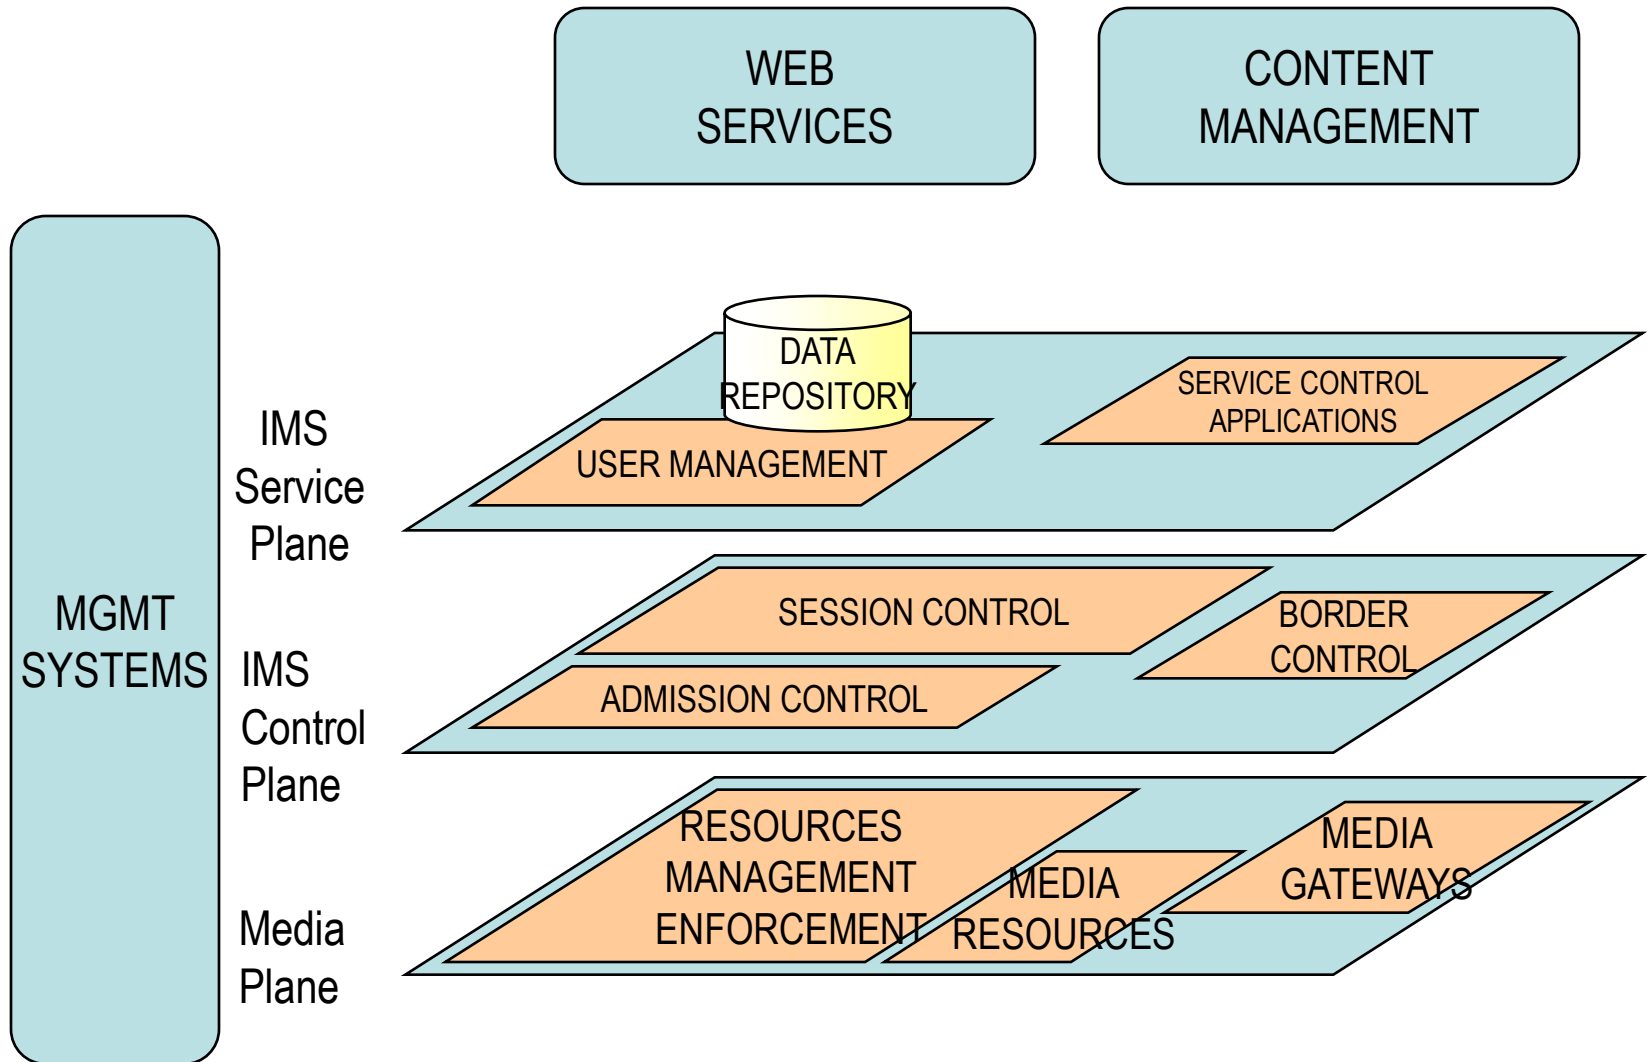 WEB
SERVICES
CONTENT
MANAGEMENT
MGMT
SYSTEMS
IMS
Service
Plane
DATA
REPOSITORY
USER MANAGEMENT
SERVICE CONTROL
APPLICATIONS
IMS
Control
Plane
SESSION CONTROL
ADMISSION CONTROL
BORDER
CONTROL
Media
Plane
RESOURCES
MANAGEMENT
ENFORCEMENT
MEDIA
RESOURCES
MEDIA
GATEWAYS